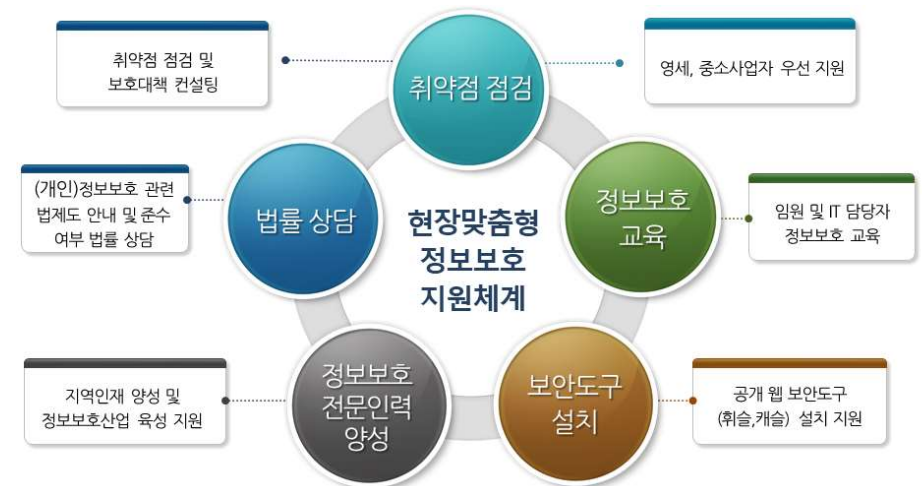 취약점 점검 및
보호대책 컨설팅
취약점 점검
영세, 중소사업자 우선 지원
(개인)정보보호 관련
법제도 안내 및 준수
여부 법률 상담
법률 상담
현장맞춤형
정보보호
지원체계
정보보호
교육
임원 및 IT 담당자
정보보호 교육
지역인재 양성 및
정보보호산업 육성 지원
정보보호
전문인력
양성
보안도구
설치
공개 웹 보안도구
(휘슬,캐슬) 설치 지원